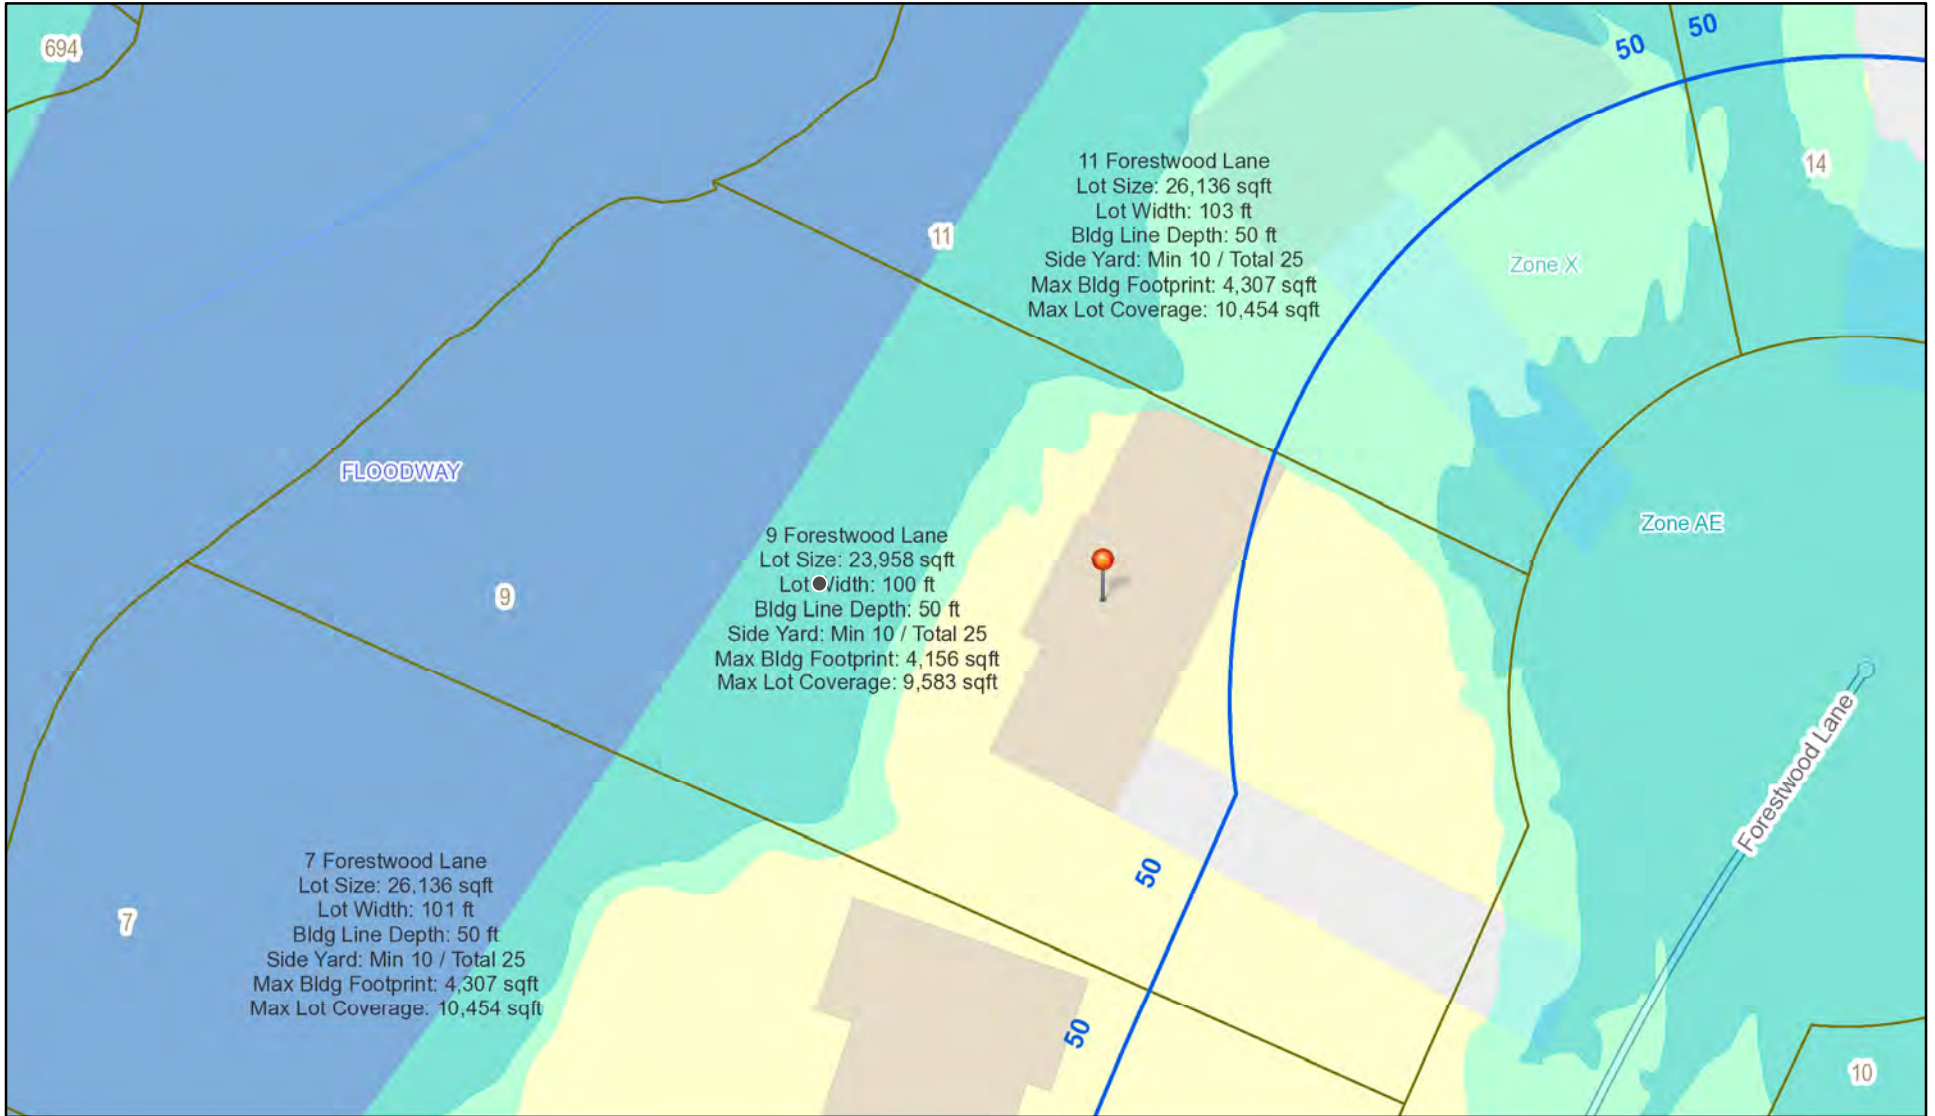 694
50
50
11 Forestwood Lane
Lot Size: 26,136 sqft
Lot Width: 103 ft
Bldg Line Depth: 50 ft
Side Yard: Min 10 / Total 25
Max Bldg Footprint: 4,307 sqft
Max Lot Coverage: 10,454 sqft
14
11
Zone X
FLOODWAY
Zone AE
9 Forestwood Lane
Lot Size: 23,958 sqft
Lot Width: 100 ft
Bldg Line Depth: 50 ft
Side Yard: Min 10 / Total 25
Max Bldg Footprint: 4,156 sqft
Max Lot Coverage: 9,583 sqft
9
Forestwood Lane
7 Forestwood Lane
Lot Size: 26,136 sqft
Lot Width: 101 ft
Bldg Line Depth: 50 ft
Side Yard: Min 10 / Total 25
Max Bldg Footprint: 4,307 sqft
Max Lot Coverage: 10,454 sqft
7
50
50
10